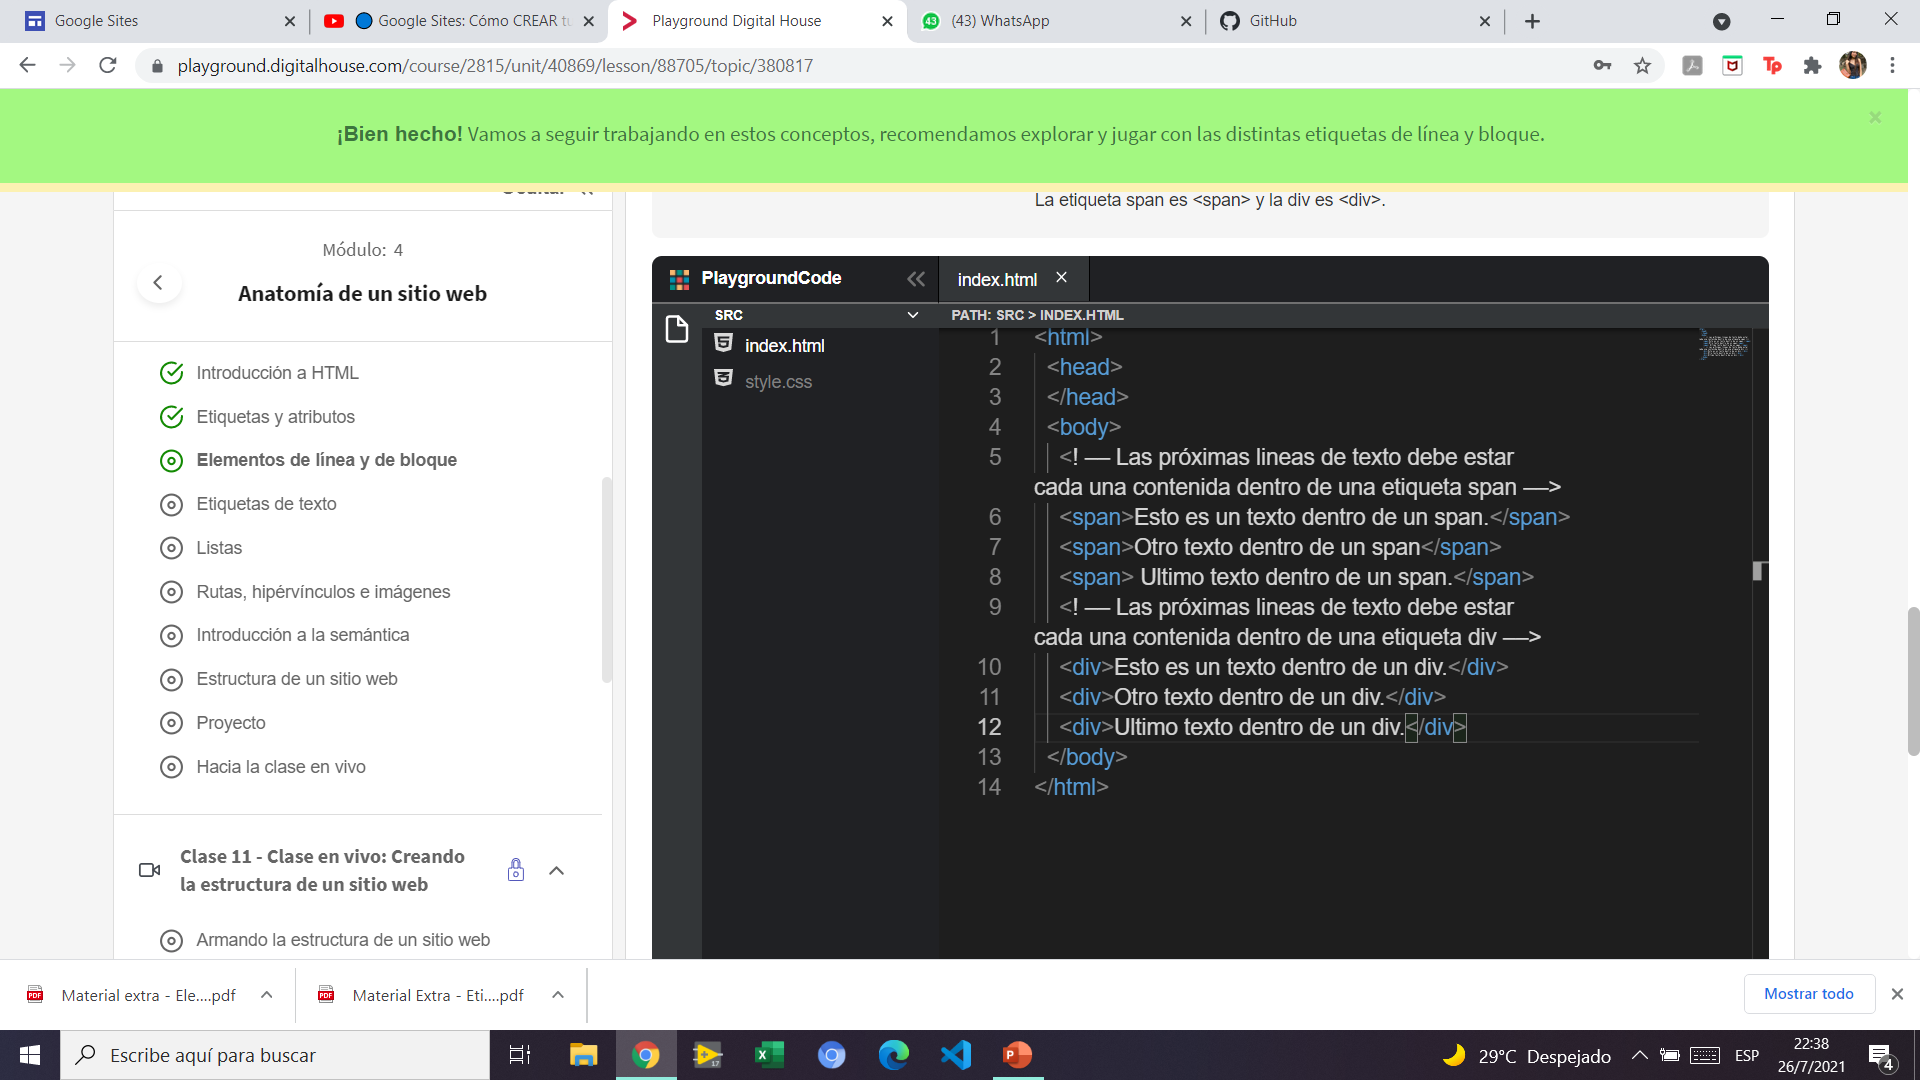 Google Sites
Google Sites: Cómo CREAR tu
Playground Digital House
43
(43) WhatsApp
GitHub
playground.digitalhouse.com/course/2815/unit/40869/lesson/88705/topic/380817
Tp
¡Bien hecho! Vamos a seguir trabajando en estos conceptos, recomendamos explorar y jugar con las distintas etiquetas de línea y bloque.
×
La etiqueta span es <span> y la div es <div>.
Módulo: 4
Anatomía de un sitio web
Introducción a HTML
Etiquetas y atributos
Elementos de línea y de bloque
Etiquetas de texto
Listas
Rutas, hipérvínculos e imágenes
Introducción a la semántica
Estructura de un sitio web
Proyecto
Hacia la clase en vivo
Clase 11 - Clase en vivo: Creando
la estructura de un sitio web
Armando la estructura de un sitio web
PlaygroundCode
index.html
SRC
PATH: SRC > INDEX.HTML
index.html
style.css
1 <html>
2 <head>
3 </head>
4 <body>
5 <! –– Las próximas lineas de texto debe estar
cada una contenida dentro de una etiqueta span ––>
6 <span>Esto es un texto dentro de un span.</span>
7 <span>Otro texto dentro de un span</span>
8 <span> Ultimo texto dentro de un span.</span>
9 <! –– Las próximas lineas de texto debe estar
cada una contenida dentro de una etiqueta div ––>
10 <div>Esto es un texto dentro de un div.</div>
11 <div>Otro texto dentro de un div.</div>
12 <div>Ultimo texto dentro de un div.</div>
13 </body>
14 </html>
PDF
Material extra - Ele....pdf
PDF
Material Extra - Eti....pdf
Mostrar todo
Escribe aquí para buscar
29°C Despejado
ESP
22:38
26/7/2021
4